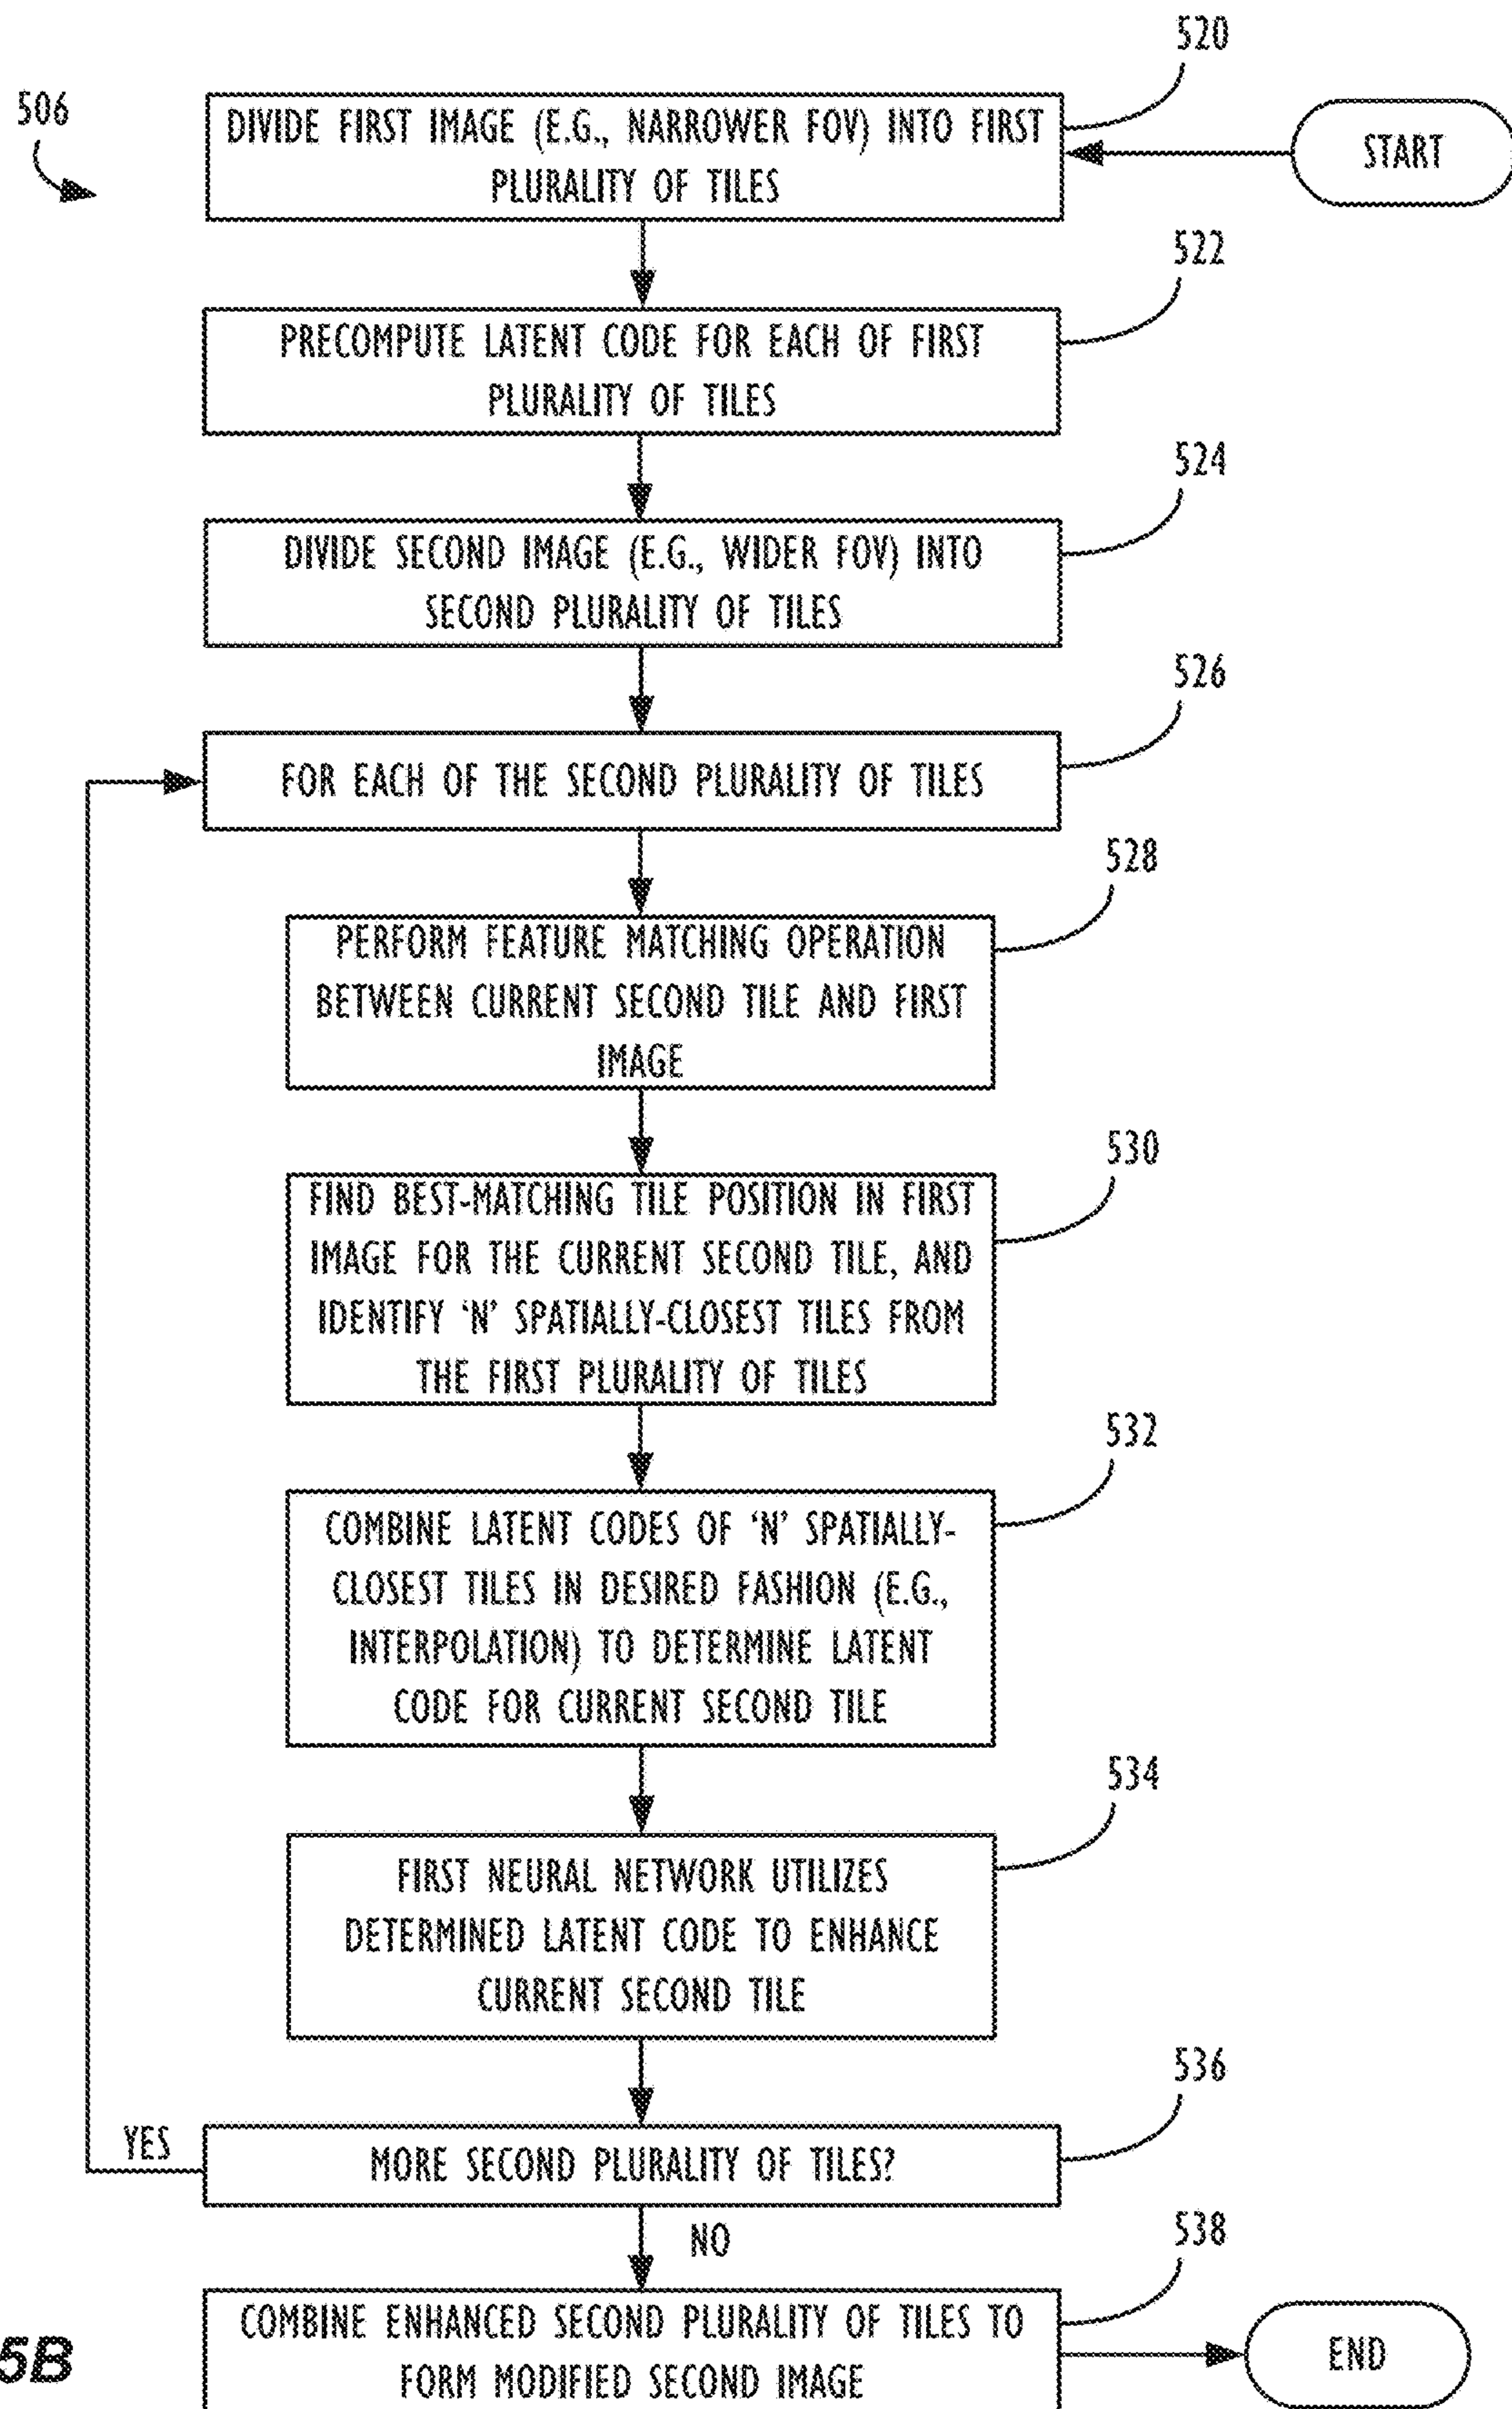 520
506
DIVIDE FIRST IMAGE (E.G., NARROWER FOV) INTO FIRST
PLURALITY OF TILES
START
522
PRECOMPUTE LATENT CODE FOR EACH OF FIRST
PLURALITY OF TILES
524
DIVIDE SECOND IMAGE (E.G., WIDER FOV) INTO
SECOND PLURALITY OF TILES
526
FOR EACH OF THE SECOND PLURALITY OF TILES
528
PERFORM FEATURE MATCHING OPERATION
BETWEEN CURRENT SECOND TILE AND FIRST
IMAGE
530
FIND BEST-MATCHING TILE POSITION IN FIRST
IMAGE FOR THE CURRENT SECOND TILE, AND
IDENTIFY ‘N’ SPATIALLY-CLOSEST TILES FROM
THE FIRST PLURALITY OF TILES
532
COMBINE LATENT CODES OF ‘N’ SPATIALLY-
CLOSEST TILES IN DESIRED FASHION (E.G.,
INTERPOLATION) TO DETERMINE LATENT
CODE FOR CURRENT SECOND TILE
534
FIRST NEURAL NETWORK UTILIZES
DETERMINED LATENT CODE TO ENHANCE
CURRENT SECOND TILE
536
YES
MORE SECOND PLURALITY OF TILES?
NO
538
COMBINE ENHANCED SECOND PLURALITY OF TILES TO
FORM MODIFIED SECOND IMAGE
END
5B